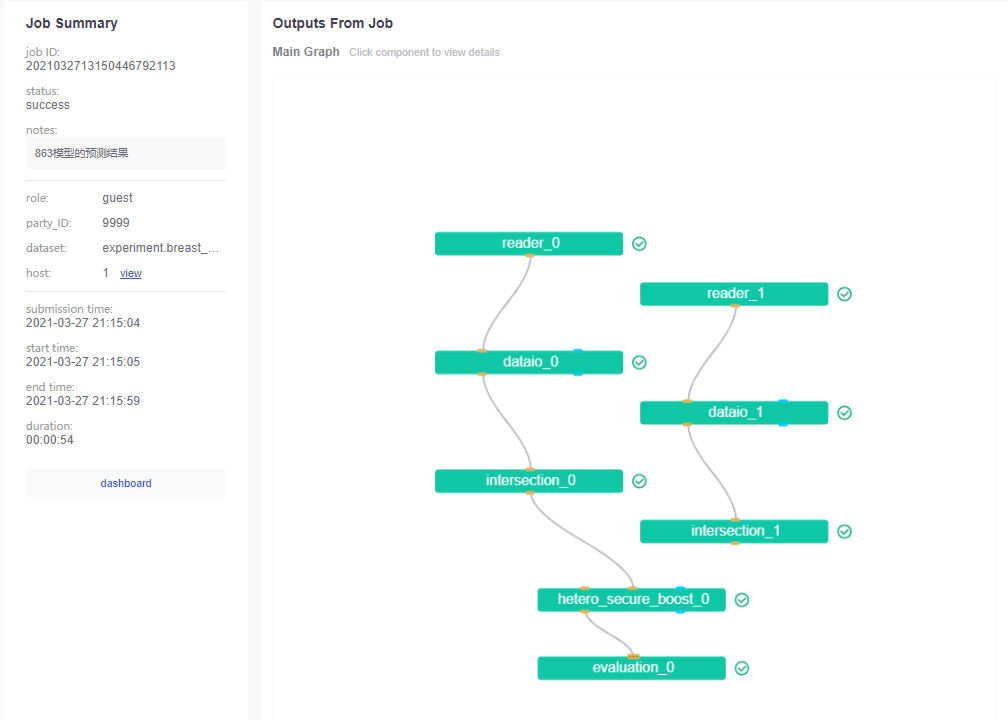 Job Summary
job ID:
2021032713150446792113
status:
success
notes:
863模型的预测结果
role: guest
party_ID: 9999
dataset: experiment.breast_...
host: 1 view
submission time:
2021-03-27 21:15:04
start time:
2021-03-27 21:15:05
end time:
2021-03-27 21:15:59
duration:
00:00:54
dashboard
Outputs From Job
Main Graph Click component to view details
reader_0
reader_1
dataio_0
dataio_1
intersection_0
intersection_1
hetero_secure_boost_0
evaluation_0